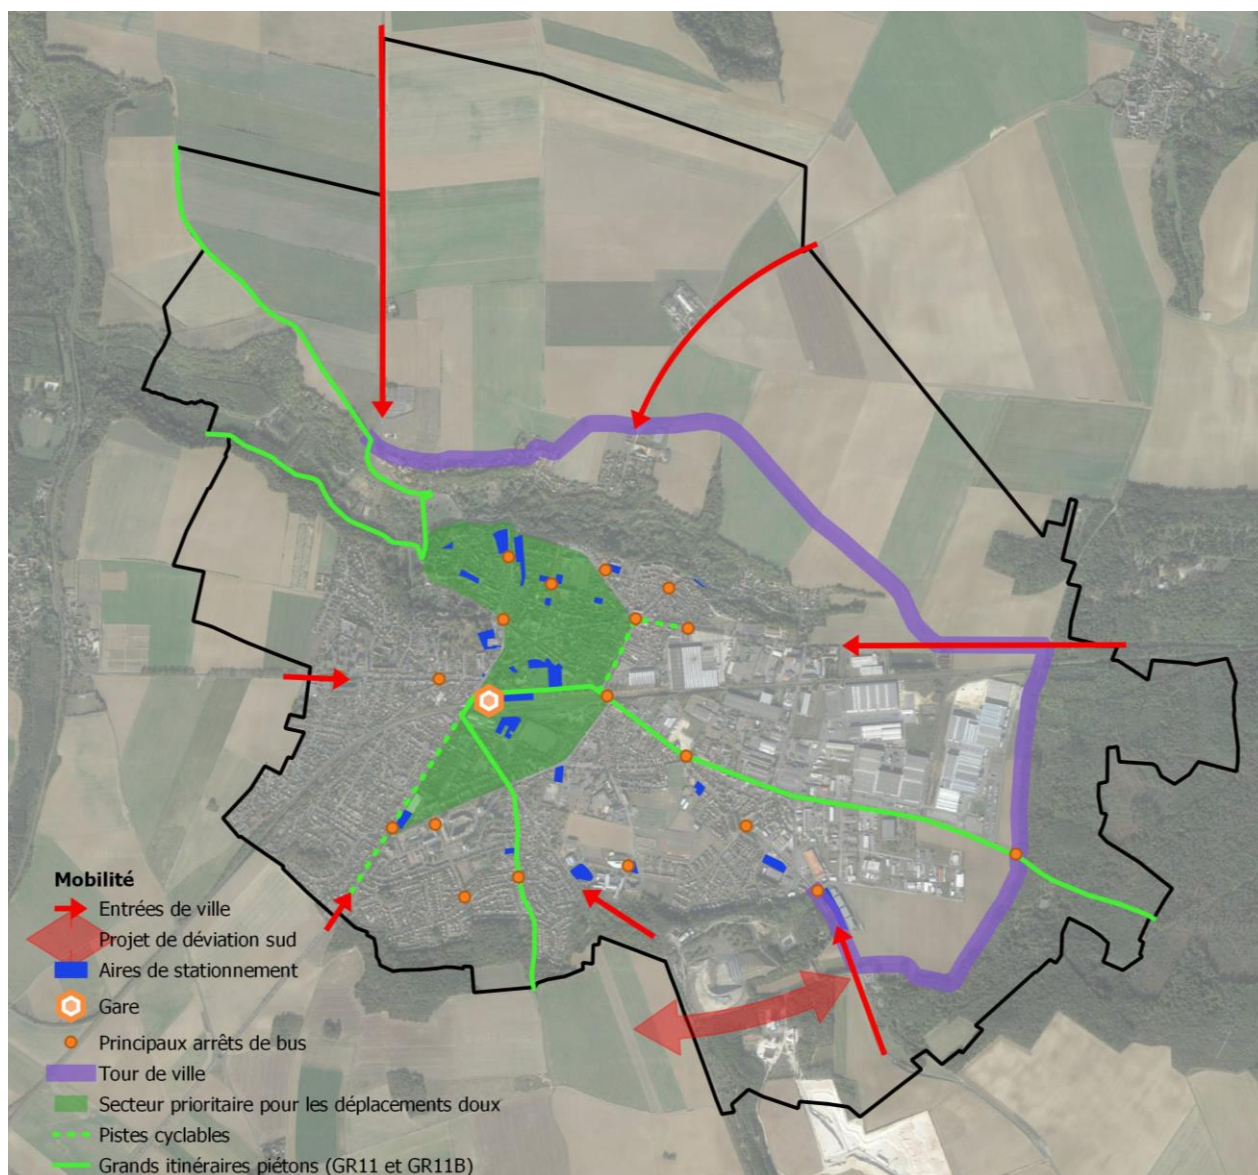 Mobilité
Entrées de ville
Projet de déviation sud
Aires de stationnement
Gare
Principaux arrêts de bus
Tour de ville
Secteur prioritaire pour les déplacements doux
Pistes cyclables
Grands itinéraires piétons (GR11 et GR11B)